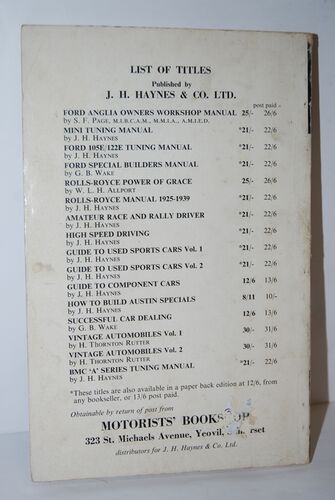 LIST OF TITLES
Published by
J. H. HAYNES & CO. LTD.
post paid
FORD ANGLIA OWNERS WORKSHOP MANUAL 25/- 26/6
by S. F. PAGE, M.I.B.C.A.M., M.M.I.A., A.M.I.E.D.
MINI TUNING MANUAL *21/- 22/6
by J. H. HAYNES
FORD 105E/122E TUNING MANUAL *21/- 22/6
by J. H. HAYNES
FORD SPECIAL BUILDERS MANUAL *21/- 22/6
by G. B. WAKE
ROLLS-ROYCE POWER OF GRACE 25/- 26/6
by W. L. H. ALLPORT
ROLLS-ROYCE MANUAL 1925-1939 *21/- 22/6
by J. H. HAYNES
AMATEUR RACE AND RALLY DRIVER *21/- 22/6
by J. H. HAYNES
HIGH SPEED DRIVING *21/- 22/6
by J. H. HAYNES
GUIDE TO USED SPORTS CARS Vol. 1 *21/- 22/6
by J. H. HAYNES
GUIDE TO USED SPORTS CARS Vol. 2 *21/- 22/6
by J. H. HAYNES
GUIDE TO COMPONENT CARS 12/6 13/6
by J. H. HAYNES
HOW TO BUILD AUSTIN SPECIALS 8/11 10/-
by J. H. HAYNES
SUCCESSFUL CAR DEALING 12/6 13/6
by G. B. WAKE
VINTAGE AUTOMOBILES Vol. 1 30/- 31/6
by H. THORNTON RUTTER
VINTAGE AUTOMOBILES Vol. 2 30/- 31/6
by H. THORNTON RUTTER
BMC 'A' SERIES TUNING MANUAL *21/- 22/6
by J. H. HAYNES
*These titles are also available in a paper back edition at 12/6, from
any bookseller, or 13/6 post paid.
Obtainable by return of post from
MOTORISTS'
323 St. Michaels Avenue, Yeovil,
distributors for J. H. Haynes & Co. Ltd.